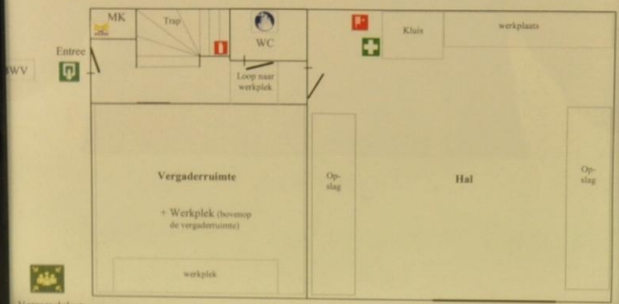 MK
Trap
WC
Kluis
werkplaats
Entree
WV
Loop naar
werkplek
Vergaderruimte
Op-
slag
Hal
Op-
slag
+ Werkplek (bovenop
de vergaderruimte)
werkplek